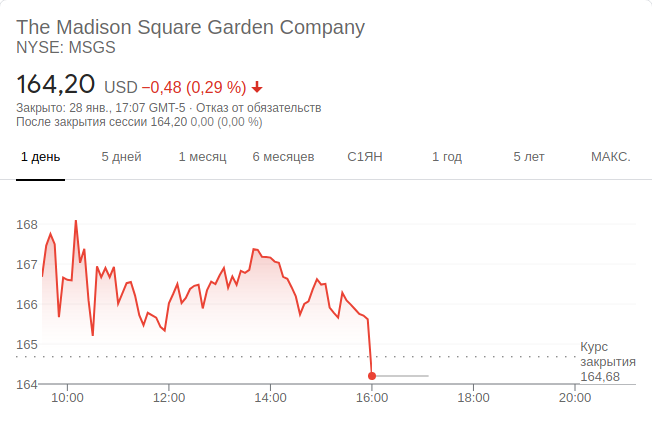 The Madison Square Garden Company
NYSE: MSGS
164,20 USD −0,48 (0,29 %)
Закрыто: 28 янв., 17:07 GMT-5 · Отказ от обязательств
После закрытия сессии 164,20 0,00 (0,00 %)
1 день 5 дней 1 месяц 6 месяцев С1ЯН 1 год 5 лет МАКС.
168
167
166
165
Курс
закрытия
164,68
164
10:00 12:00 14:00 16:00 18:00 20:00